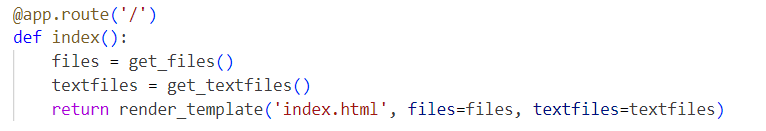 @app.route('/')
def index():
    files = get_files()
    textfiles = get_textfiles()
    return render_template('index.html', files=files, textfiles=textfiles)